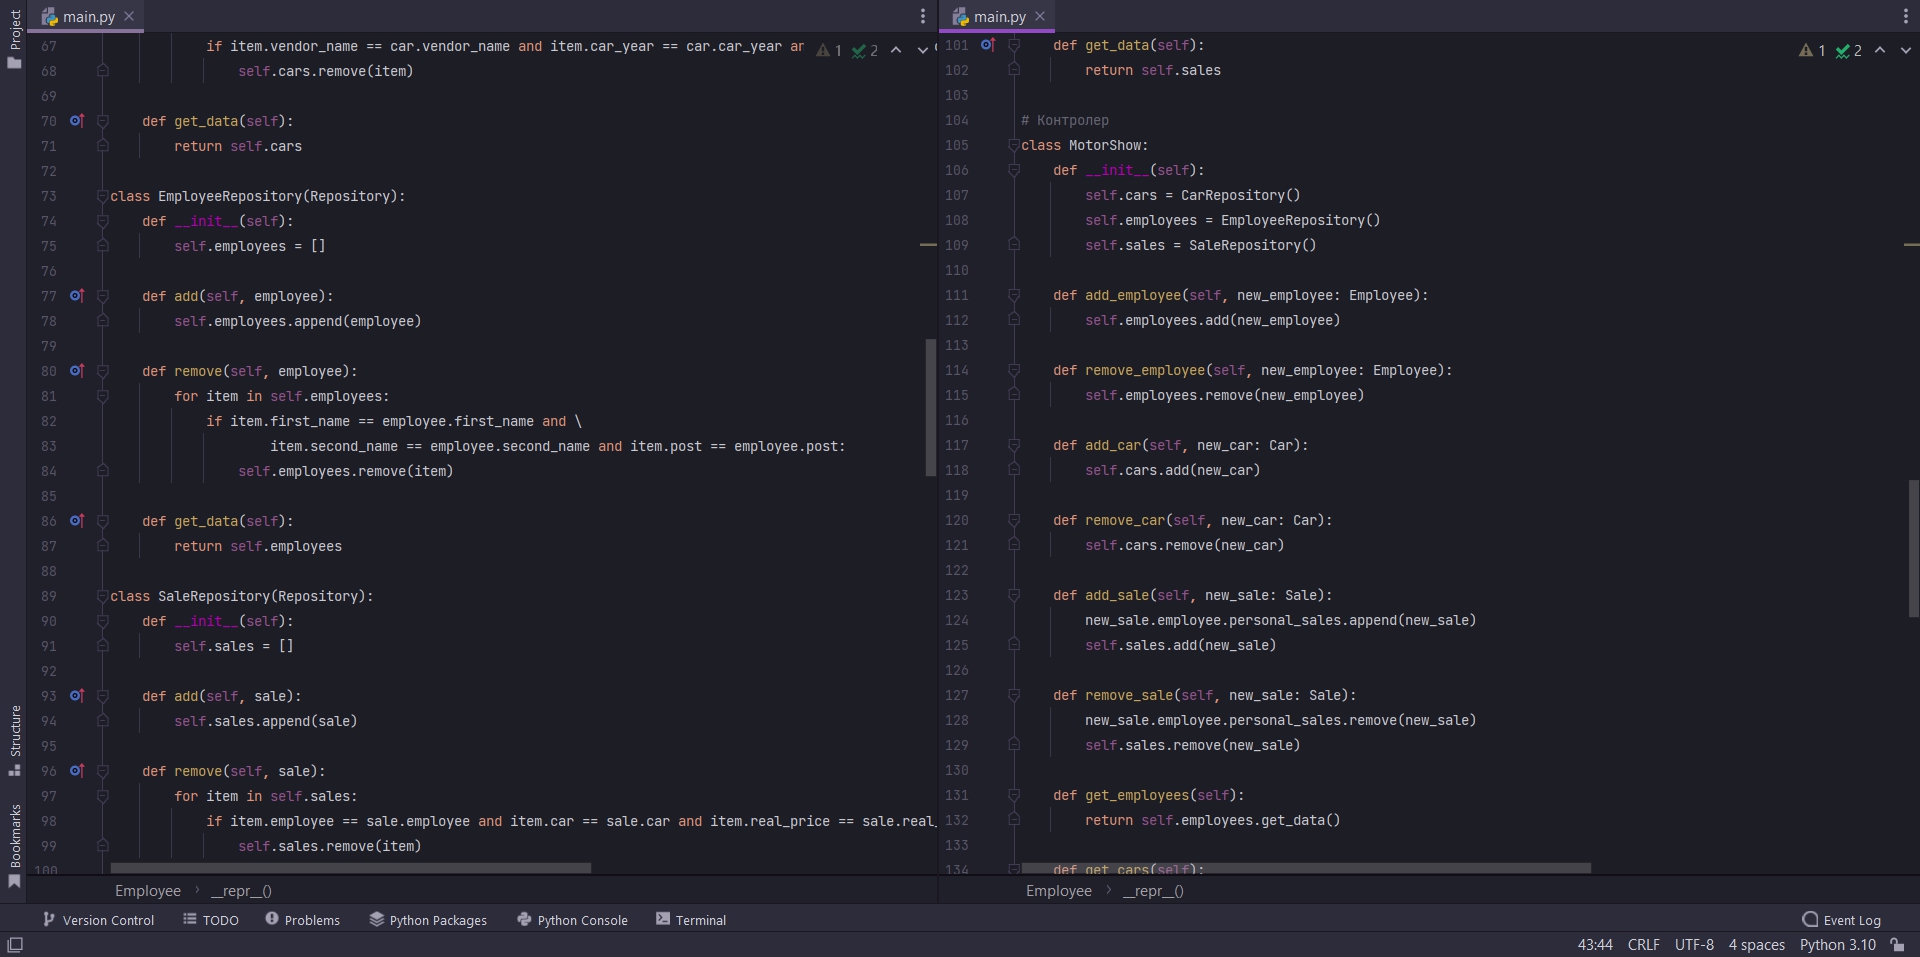 Project
Structure
Bookmarks
main.py
1 2
67 if item.vendor_name == car.vendor_name and item.car_year == car.car_year
68 self.cars.remove(item)
69
70 def get_data(self):
71 return self.cars
72
73 class EmployeeRepository(Repository):
74 def __init__(self):
75 self.employees = []
76
77 def add(self, employee):
78 self.employees.append(employee)
79
80 def remove(self, employee):
81 for item in self.employees:
82 if item.first_name == employee.first_name and \
83 item.second_name == employee.second_name and item.post == employee.post:
84 self.employees.remove(item)
85
86 def get_data(self):
87 return self.employees
88
89 class SaleRepository(Repository):
90 def __init__(self):
91 self.sales = []
92
93 def add(self, sale):
94 self.sales.append(sale)
95
96 def remove(self, sale):
97 for item in self.sales:
98 if item.employee == sale.employee and item.car == sale.car and item.real_price == sale.real_
99 self.sales.remove(item)
100
Employee › __repr__()
main.py
1 2
101 def get_data(self):
102 return self.sales
103
104 # Контролер
105 class MotorShow:
106 def __init__(self):
107 self.cars = CarRepository()
108 self.employees = EmployeeRepository()
109 self.sales = SaleRepository()
110
111 def add_employee(self, new_employee: Employee):
112 self.employees.add(new_employee)
113
114 def remove_employee(self, new_employee: Employee):
115 self.employees.remove(new_employee)
116
117 def add_car(self, new_car: Car):
118 self.cars.add(new_car)
119
120 def remove_car(self, new_car: Car):
121 self.cars.remove(new_car)
122
123 def add_sale(self, new_sale: Sale):
124 new_sale.employee.personal_sales.append(new_sale)
125 self.sales.add(new_sale)
126
127 def remove_sale(self, new_sale: Sale):
128 new_sale.employee.personal_sales.remove(new_sale)
129 self.sales.remove(new_sale)
130
131 def get_employees(self):
132 return self.employees.get_data()
133
134 def get_cars(self):
Employee › __repr__()
Version Control TODO Problems Python Packages Python Console Terminal Event Log
43:44 CRLF UTF-8 4 spaces Python 3.10